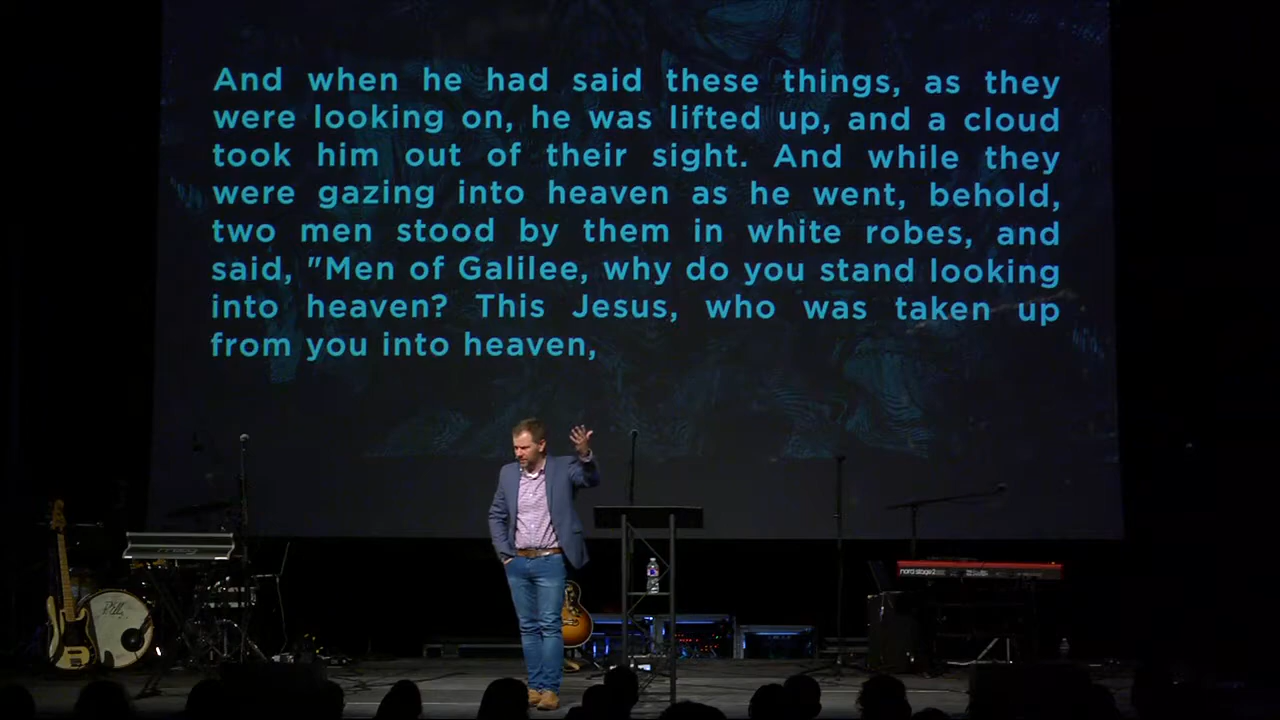 And when he had said these things, as they
were looking on, he was lifted up, and a cloud
took him out of their sight. And while they
were gazing into heaven as he went, behold,
two men stood by them in white robes, and
said, "Men of Galilee, why do you stand looking
into heaven? This Jesus, who was taken up
from you into heaven,
nord stage 2